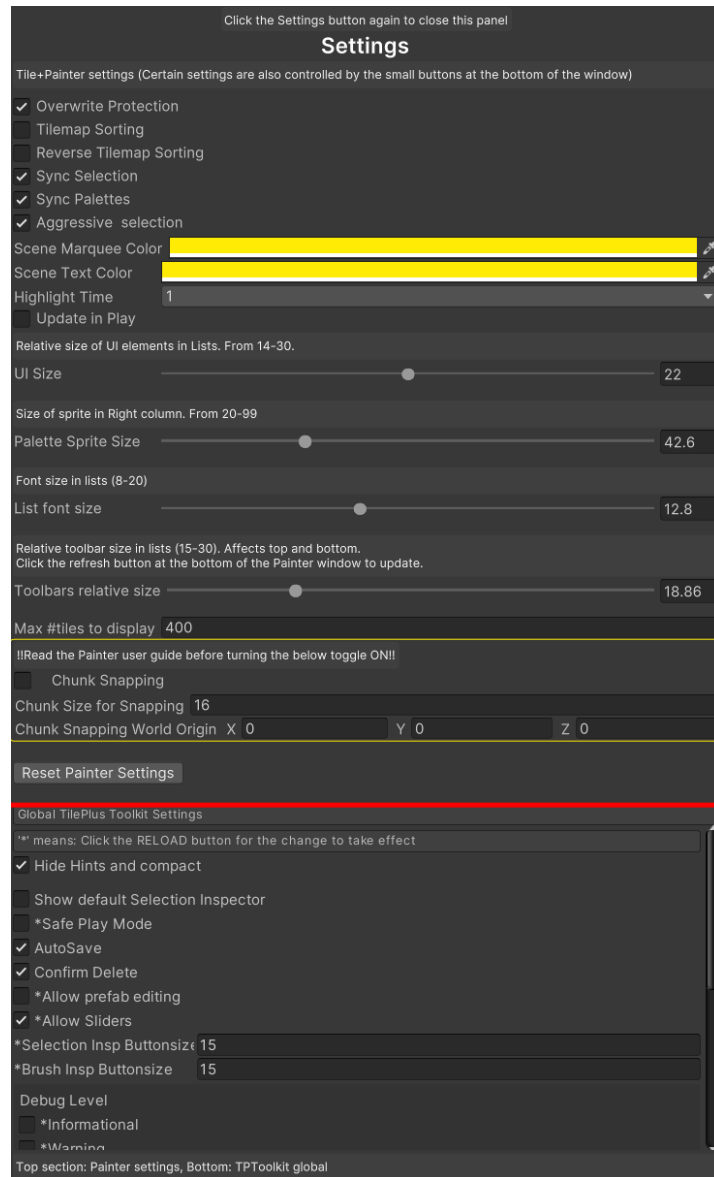 Click the Settings button again to close this panel
Settings
Tile+Painter settings (Certain settings are also controlled by the small buttons at the bottom of the window)
Overwrite Protection
Tilemap Sorting
Reverse Tilemap Sorting
Sync Selection
Sync Palettes
Aggressive selection
Scene Marquee Color
Scene Text Color
Highlight Time 1
Update in Play
Relative size of UI elements in Lists. From 14-30.
UI Size 22
Size of sprite in Right column. From 20-99
Palette Sprite Size 42.6
Font size in lists (8-20)
List font size 12.8
Relative toolbar size in lists (15-30). Affects top and bottom.
Click the refresh button at the bottom of the Painter window to update.
Toolbars relative size 18.86
Max #tiles to display 400
!!Read the Painter user guide before turning the below toggle ON!!
Chunk Snapping
Chunk Size for Snapping 16
Chunk Snapping World Origin X 0 Y 0 Z 0
Reset Painter Settings
Global TilePlus Toolkit Settings
'*' means: Click the RELOAD button for the change to take effect
Hide Hints and compact
Show default Selection Inspector
*Safe Play Mode
AutoSave
Confirm Delete
*Allow prefab editing
*Allow Sliders
*Selection Insp Buttonsize 15
*Brush Insp Buttonsize 15
Debug Level
*Informational
*Warning
Top section: Painter settings, Bottom: TPToolkit global